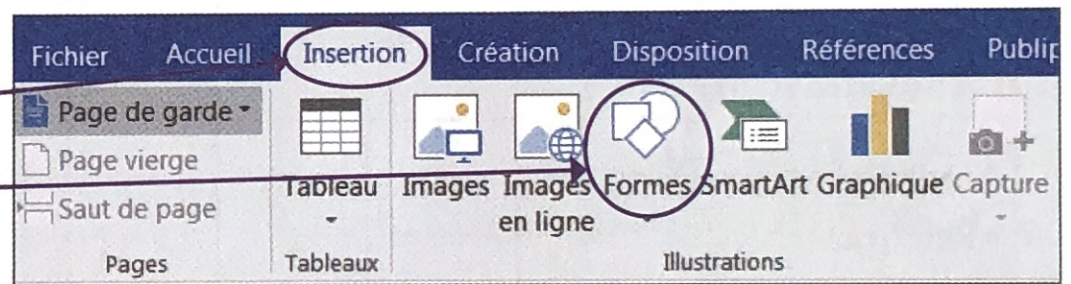 Fichier Accueil Insertion Création Disposition Références Publip
Page de garde
Page vierge
Saut de page
Tableau Images Images en ligne Formes SmartArt Graphique Capture
Pages Tableaux Illustrations